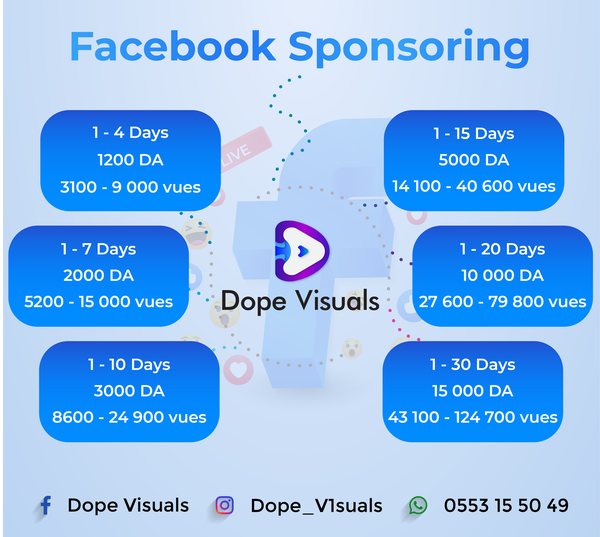 Facebook Sponsoring
LIVE
1 - 4 Days
1200 DA
3100 - 9 000 vues
1 - 15 Days
5000 DA
14 100 - 40 600 vues
1 - 7 Days
2000 DA
5200 - 15 000 vues
1 - 20 Days
10 000 DA
27 600 - 79 800 vues
1 - 10 Days
3000 DA
8600 - 24 900 vues
1 - 30 Days
15 000 DA
43 100 - 124 700 vues
Dope Visuals
Dope Visuals
Dope_V1suals
0553 15 50 49